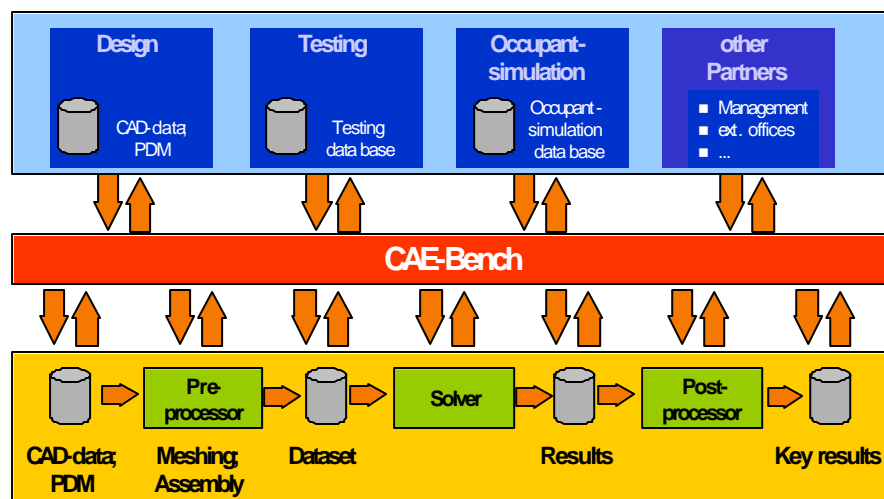 Design
CAD-data;
PDM
Testing
Testing
data base
Occupant-
simulation
Occupant -
simulation
data base
other
Partners
■ Management
■ ext. offices
■ ...
CAE-Bench
Pre-
processor
Solver
Post-
processor
CAD-data;
PDM
Meshing;
Assembly
Dataset
Results
Key results